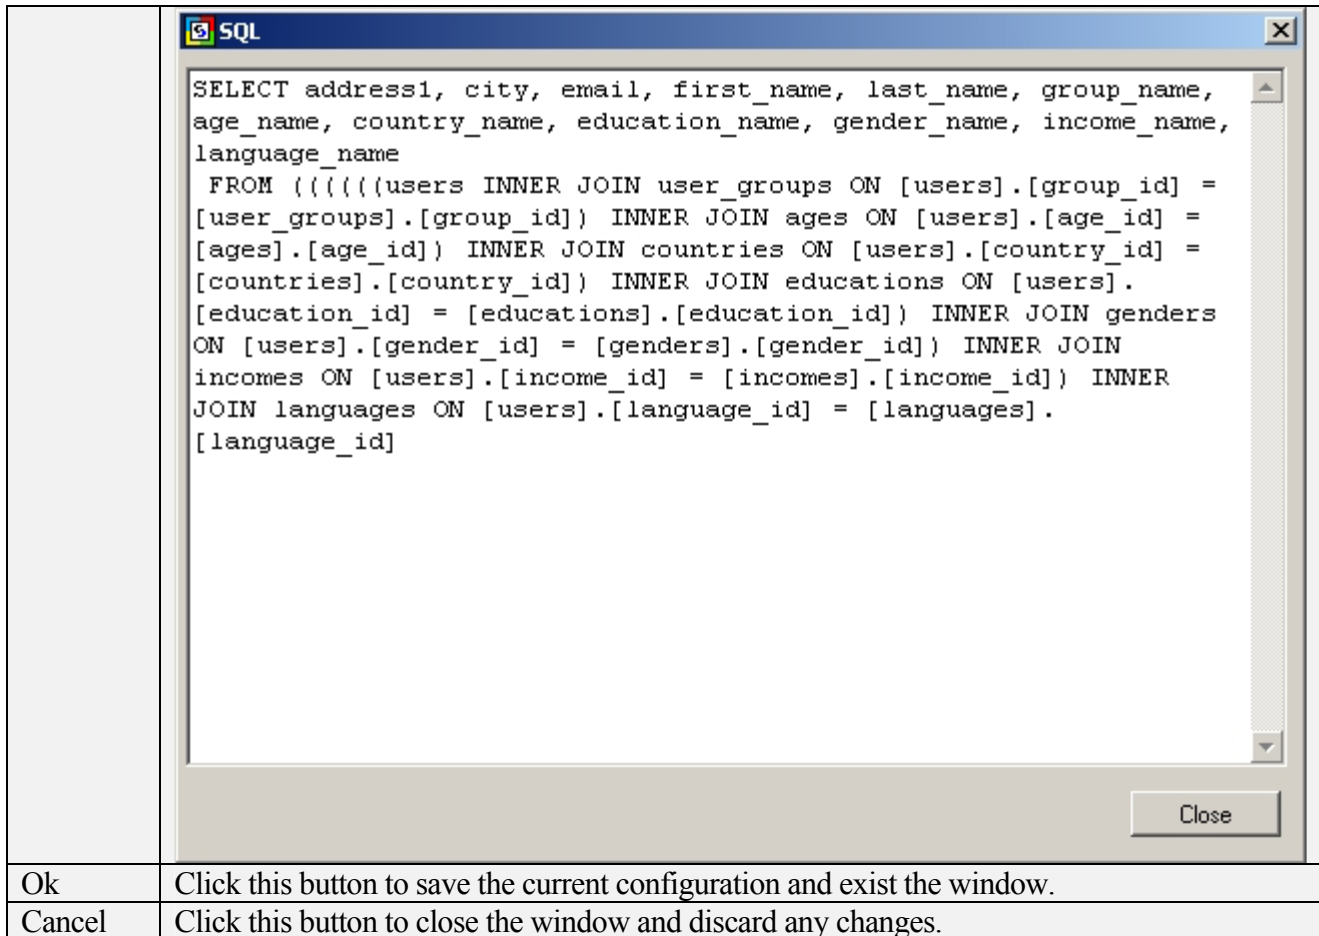 SQL
SELECT address1, city, email, first_name, last_name, group_name,
age_name, country_name, education_name, gender_name, income_name,
language_name
FROM ((((((users INNER JOIN user_groups ON [users].[group_id] =
[user_groups].[group_id]) INNER JOIN ages ON [users].[age_id] =
[ages].[age_id]) INNER JOIN countries ON [users].[country_id] =
[countries].[country_id]) INNER JOIN educations ON [users].
[education_id] = [educations].[education_id]) INNER JOIN genders
ON [users].[gender_id] = [genders].[gender_id]) INNER JOIN
incomes ON [users].[income_id] = [incomes].[income_id]) INNER
JOIN languages ON [users].[language_id] = [languages].
[language_id]
Close
Ok Click this button to save the current configuration and exist the window.
Cancel Click this button to close the window and discard any changes.